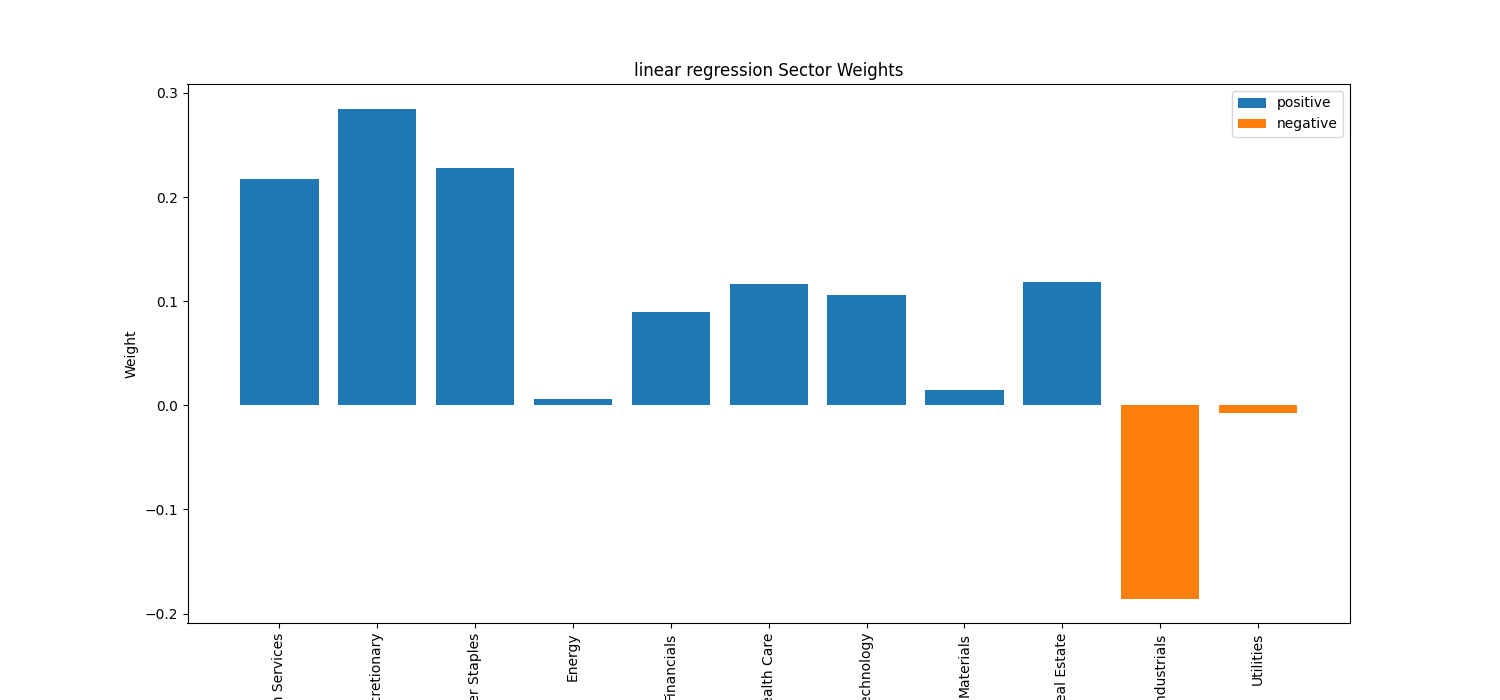 linear regression Sector Weights
positive
negative
Weight
0.3
0.2
0.1
0.0
−0.1
−0.2
Services
cretionary
er Staples
Energy
Financials
ealth Care
echnology
Materials
eal Estate
ndustrials
Utilities